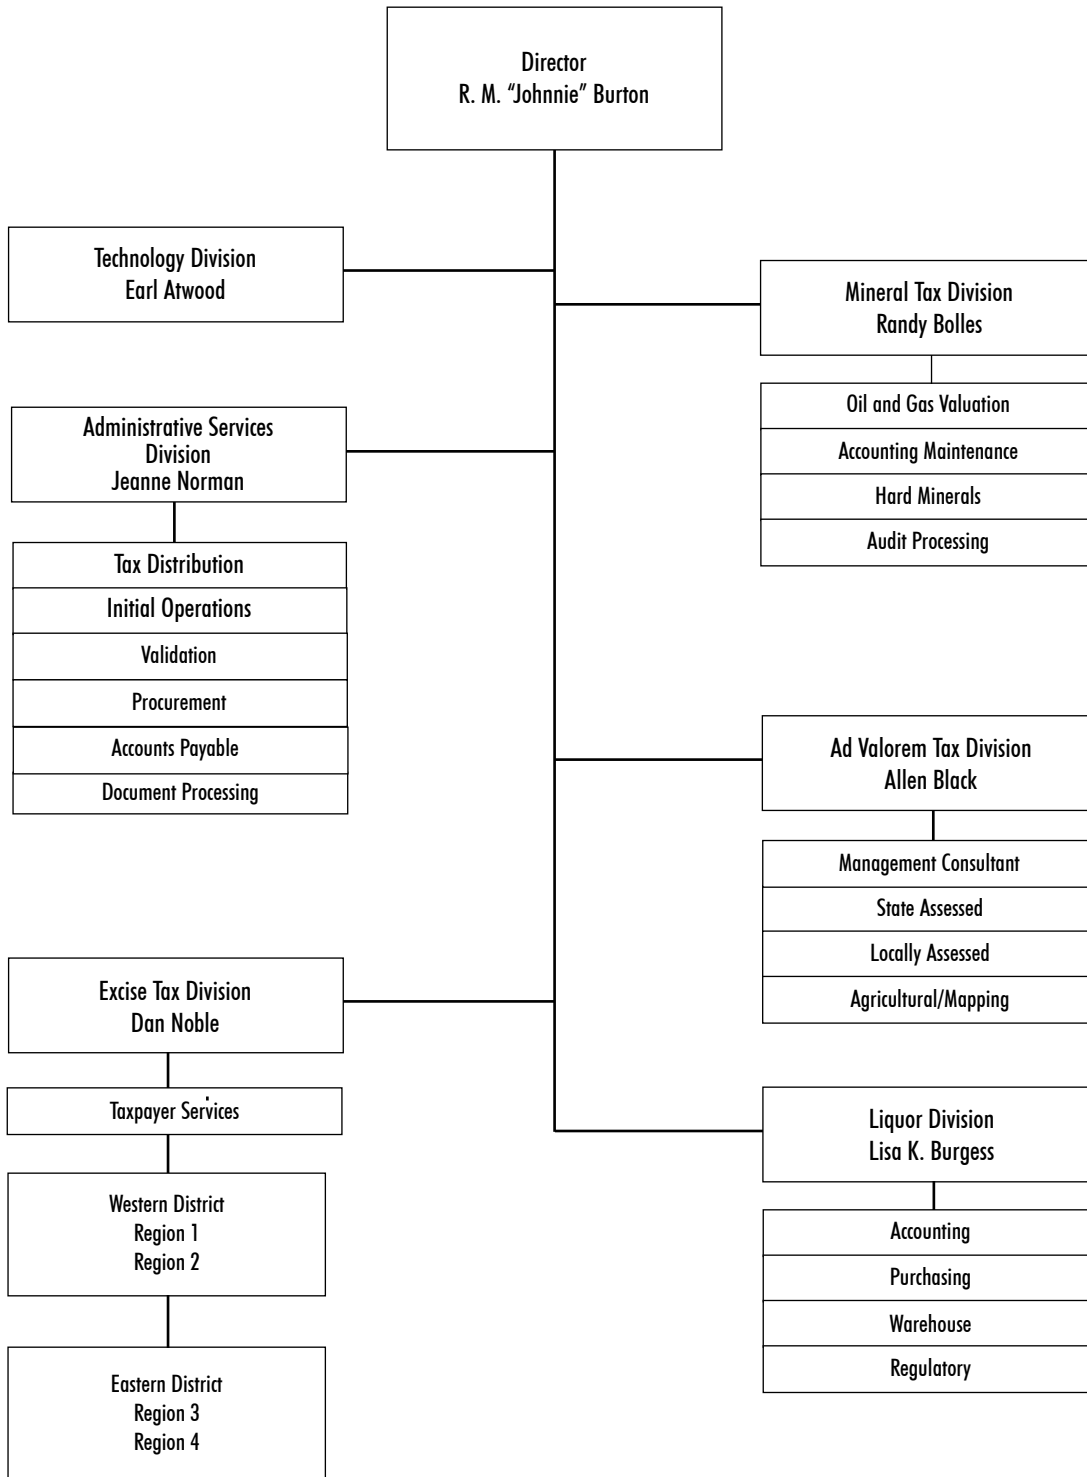 Director
R. M. “Johnnie” Burton
Technology Division
Earl Atwood
Mineral Tax Division
Randy Bolles
Oil and Gas Valuation
Accounting Maintenance
Hard Minerals
Audit Processing
Administrative Services
Division
Jeanne Norman
Tax Distribution
Initial Operations
Validation
Procurement
Accounts Payable
Document Processing
Ad Valorem Tax Division
Allen Black
Management Consultant
State Assessed
Locally Assessed
Agricultural/Mapping
Excise Tax Division
Dan Noble
Taxpayer Services
Western District
Region 1
Region 2
Eastern District
Region 3
Region 4
Liquor Division
Lisa K. Burgess
Accounting
Purchasing
Warehouse
Regulatory